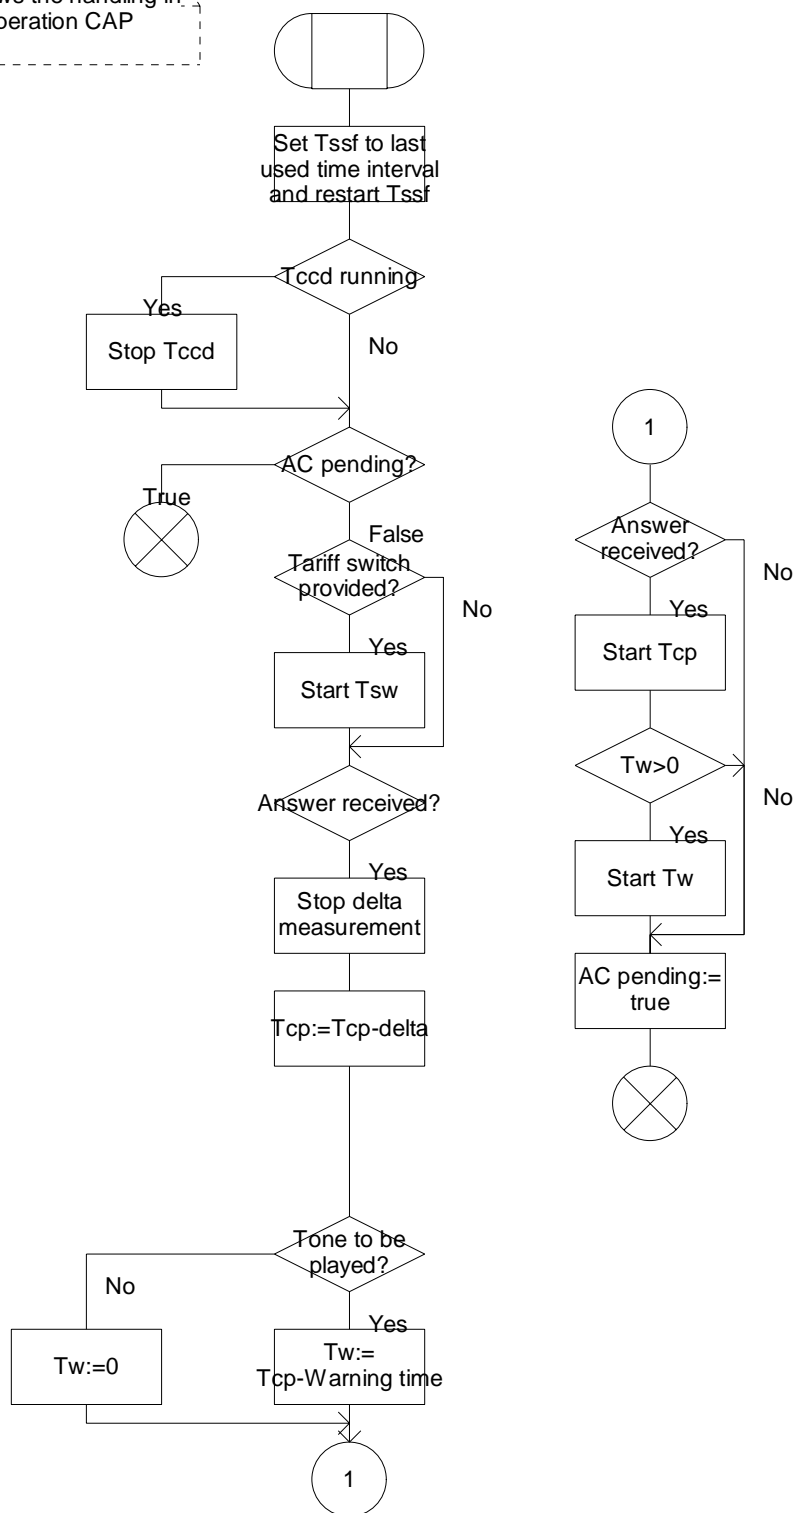 peration CAP
Set Tssf to last
used time interval
and restart Tssf
Tccd running
Yes
Stop Tccd
No
AC pending?
True
False
Tariff switch
provided?
No
Yes
Start Tsw
Answer received?
Yes
Stop delta
measurement
Tcp:=Tcp-delta
Tone to be
played?
No
Yes
Tw:=0
Tw:=
Tcp-Warning time
1
1
Answer
received?
No
Yes
Start Tcp
Tw>0
No
Yes
Start Tw
AC pending:=
true